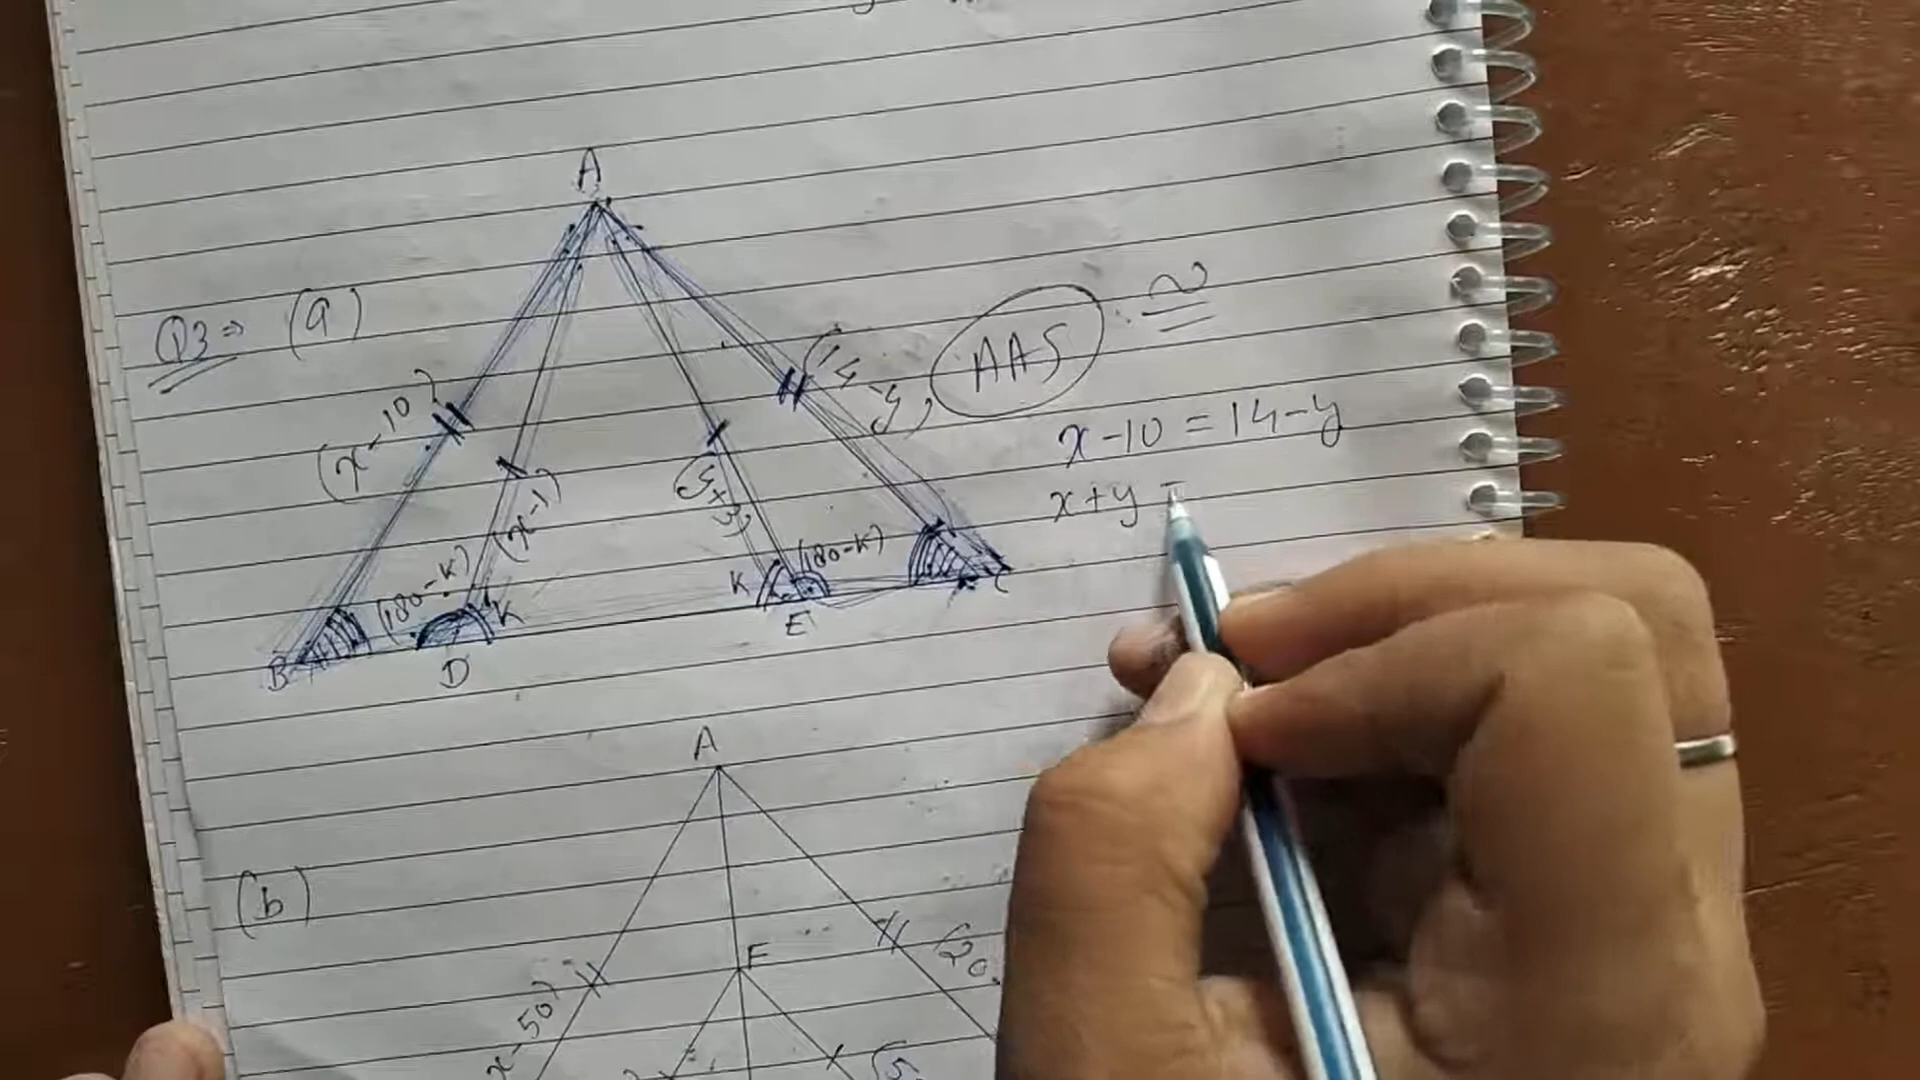 A
Q3⇒ (a)
(x-10)
(x-1)
(14-y)
AAS ≅
x-10 = 14-y
x+y =
B
(180-K)
K
D
K
E
(180-K)
C
A
(b)
F
x-50)
(20
(5